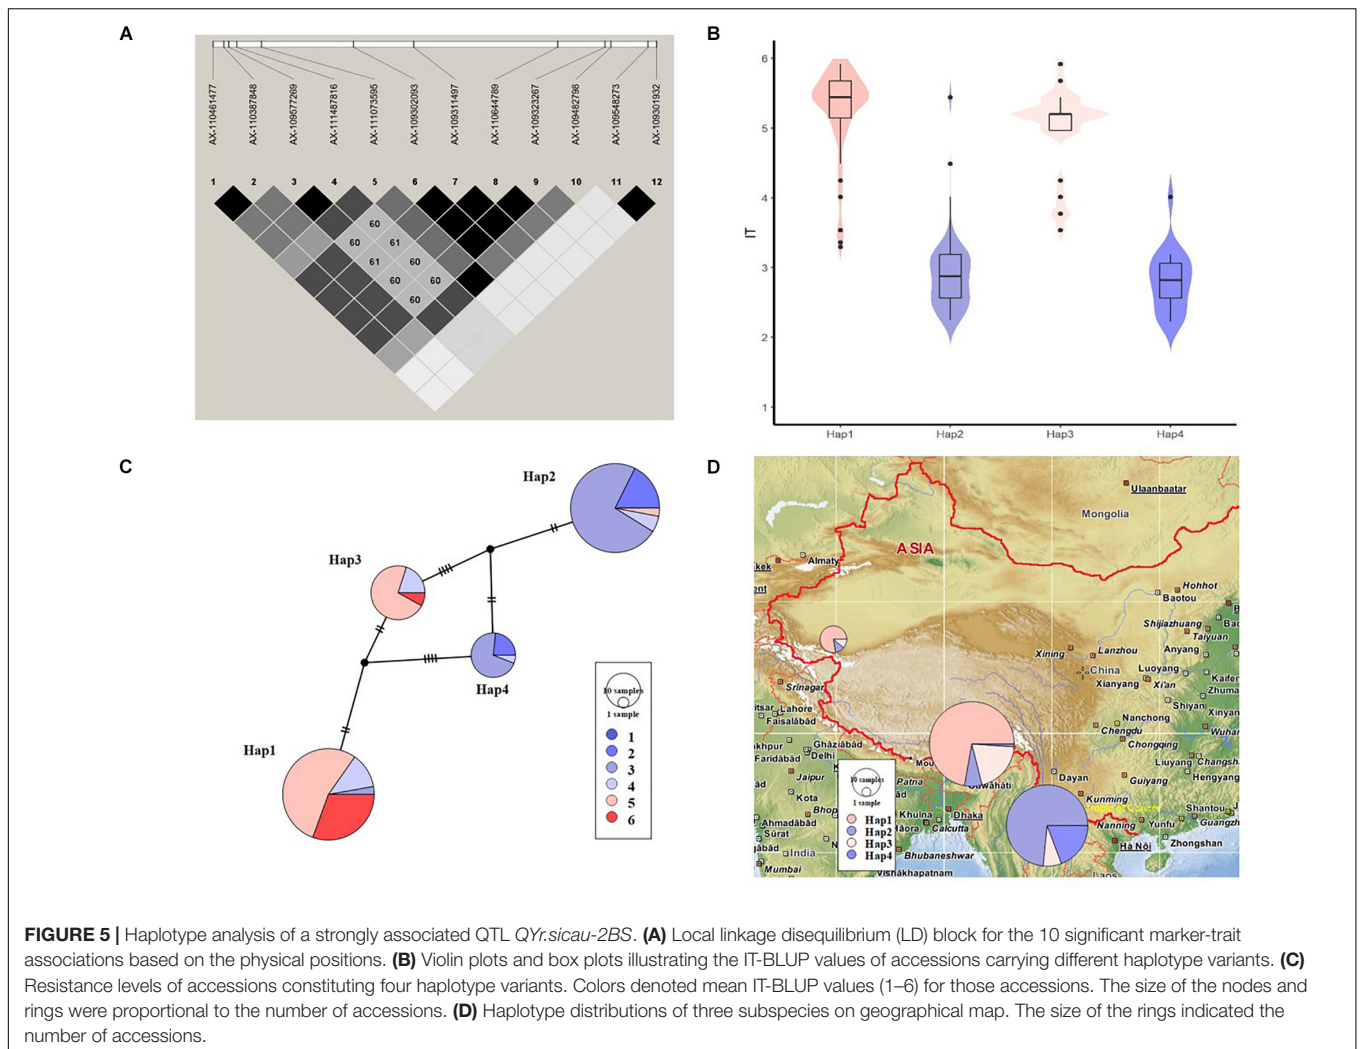 A
AX-110461477
AX-110387848
AX-109577269
AX-111487816
AX-111073595
AX-109302093
AX-109311497
AX-110644789
AX-109323267
AX-109482798
AX-109548273
AX-109301932
1 2 3 4 5 6 7 8 9 10 11 12
60
60 61
61 60
60 60
60
B
IT
6
5
4
3
2
1
Hap1 Hap2 Hap3 Hap4
C
Hap2
Hap3
Hap4
Hap1
10 samples
1 sample
1
2
3
4
5
6
D
Ulaanbaatar
Mongolia
ASIA
Almaty
kek
ent
Hohhot
Baotou
Shijiazhuang
Taiyuan
Anyang
Xining
Lanzhou
China
Luoyang
Xianyang
Xi'an
Kaifen
Zhuma
Shiyan
Xinyan
Srinagar
Lahore
Faisalābād
Nanchong
Chengdu
Chongqing
Wuhan
Ghāziābād
Delhi
Farīdābād
Liuyang
Changsh
Hengyang
Jaipur
Dayan
Guiyang
Patna
Kota
Kunming
Khulna
Dhaka
Calcutta
Nanning
Yunfu
Shantou
Guangzh
Ahmadābād
Sūrat
Hà Nội
Zhongshan
India
Bhubaneshwar
Mumbai
Vishākhapatnam
Laos
10 samples
1 sample
Hap1
Hap2
Hap3
Hap4
FIGURE 5 | Haplotype analysis of a strongly associated QTL QYr.sicau-2BS. (A) Local linkage disequilibrium (LD) block for the 10 significant marker-trait
associations based on the physical positions. (B) Violin plots and box plots illustrating the IT-BLUP values of accessions carrying different haplotype variants. (C)
Resistance levels of accessions constituting four haplotype variants. Colors denoted mean IT-BLUP values (1–6) for those accessions. The size of the nodes and
rings were proportional to the number of accessions. (D) Haplotype distributions of three subspecies on geographical map. The size of the rings indicated the
number of accessions.